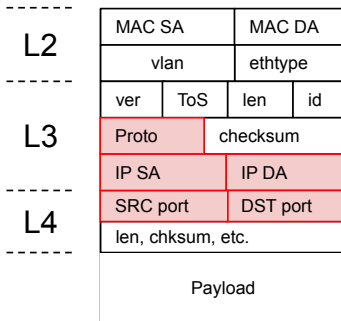 L2
MAC SA MAC DA
vlan ethtype
L3
ver ToS len id
Proto checksum
IP SA IP DA
L4
SRC port DST port
len, chksum, etc.
Payload